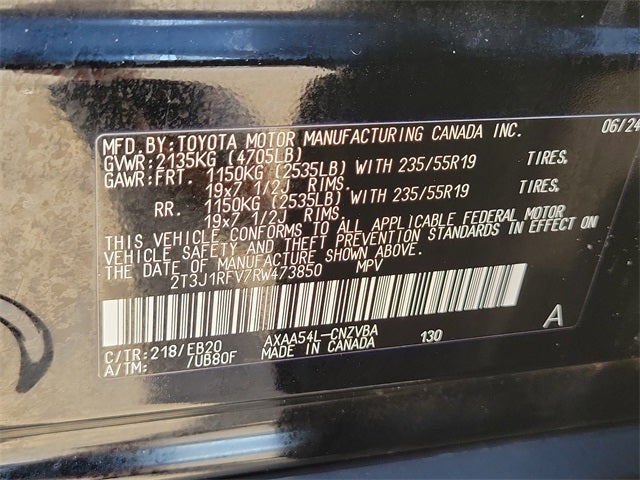 MFD.BY:TOYOTA MOTOR MANUFACTURING CANADA INC. 06/24
GVWR:2135KG (4705LB)
GAWR:FRT. 1150KG (2535LB) WITH 235/55R19 TIRES.
19x7 1/2J RIMS.
RR. 1150KG (2535LB) WITH 235/55R19 TIRES.
19x7 1/2J RIMS.
THIS VEHICLE CONFORMS TO ALL APPLICABLE FEDERAL MOTOR
VEHICLE SAFETY AND THEFT PREVENTION STANDARDS IN EFFECT ON
THE DATE OF MANUFACTURE SHOWN ABOVE.
2T3J1RFV7RW473850 MPV
A
C/TR:218/EB20 AXAA54L-CNZVBA 130
A/TM: /UB80F MADE IN CANADA